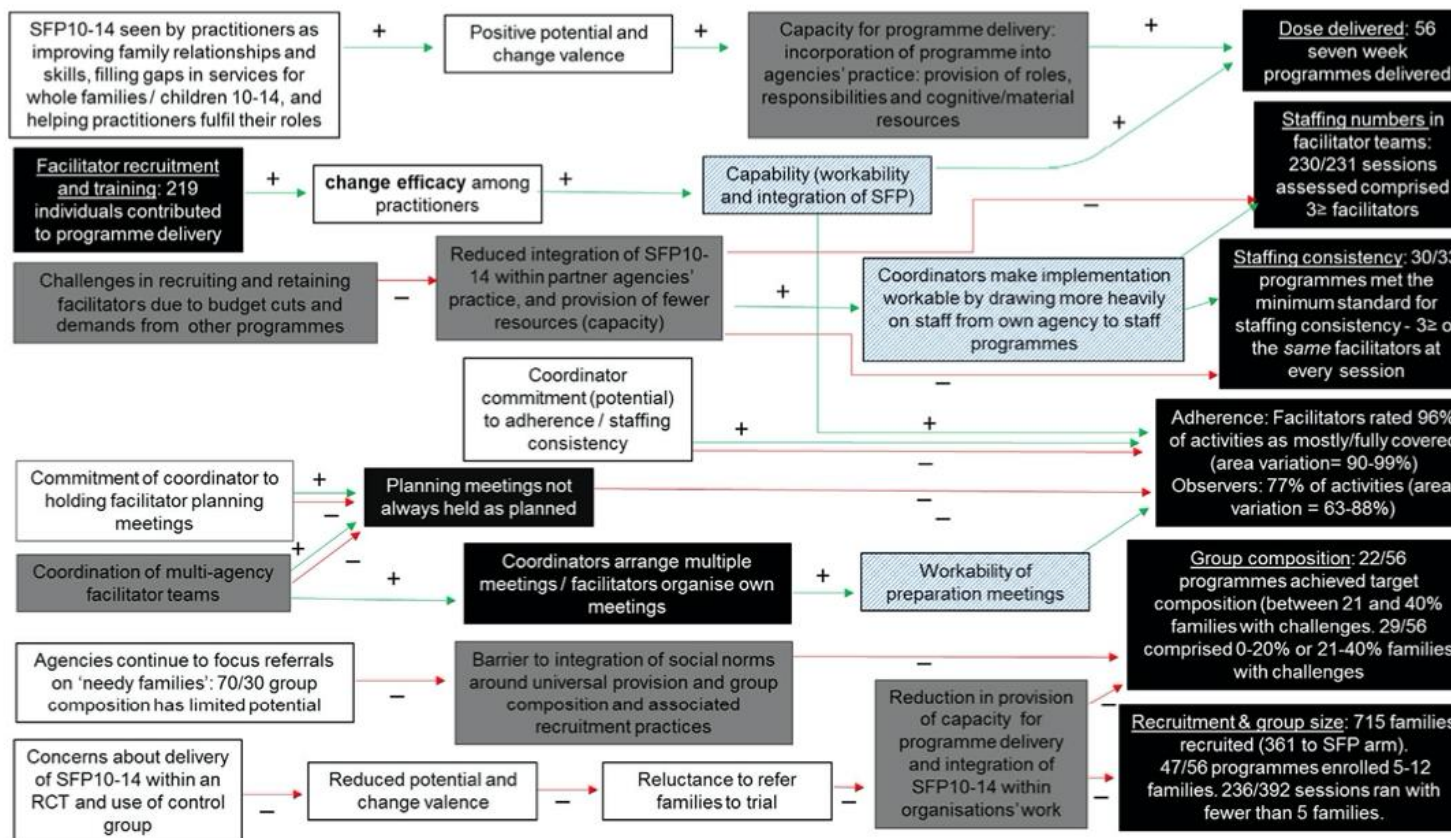 SFP10-14 seen by practitioners as
improving family relationships and
skills, filling gaps in services for
whole families/ children 10-14, and
helping practitioners fulfil their roles
+
Positive potential and
change valence
+
Capacity for programme delivery:
incorporation of programme into
agencies' practice: provision of roles,
responsibilities and cognitive/material
resources
+
Dose delivered: 56
seven week
programmes delivered
Facilitator recruitment
and training: 219
individuals contributed
to programme delivery
+
change efficacy among
practitioners
+
Capability (workability
and integration of SFP)
+
–
Staffing numbers in
facilitator teams:
230/231 sessions
assessed comprised
3≥ facilitators
Challenges in recruiting and retaining
facilitators due to budget cuts and
demands from other programmes
–
Reduced integration of SFP10-
14 within partner agencies'
practice, and provision of fewer
resources (capacity)
+
Coordinators make implementation
workable by drawing more heavily
on staff from own agency to staff
programmes
–
Staffing consistency: 30/33
programmes met the
minimum standard for
staffing consistency - 3≥ of
the same facilitators at
every session
Coordinator
commitment (potential)
to adherence / staffing
consistency
+
–
+
Adherence: Facilitators rated 96%
of activities as mostly/fully covered
(area variation= 90-99%)
Observers: 77% of activities (area
variation = 63-88%)
Commitment of coordinator to
holding facilitator planning
meetings
+
–
Planning meetings not
always held as planned
–
–
Coordination of multi-agency
facilitator teams
+
–
+
Coordinators arrange multiple
meetings / facilitators organise own
meetings
+
Workability of
preparation meetings
Group composition: 22/56
programmes achieved target
composition (between 21 and 40%
families with challenges. 29/56
comprised 0-20% or 21-40% families
with challenges
Agencies continue to focus referrals
on 'needy families': 70/30 group
composition has limited potential
–
Barrier to integration of social norms
around universal provision and group
composition and associated
recruitment practices
–
Reduction in provision
of capacity for
programme delivery
and integration of
SFP10-14 within
organisations' work
–
–
Recruitment & group size: 715 families
recruited (361 to SFP arm).
47/56 programmes enrolled 5-12
families. 236/392 sessions ran with
fewer than 5 families.
Concerns about delivery
of SFP10-14 within an
RCT and use of control
group
–
Reduced potential and
change valence
–
Reluctance to refer
families to trial
–